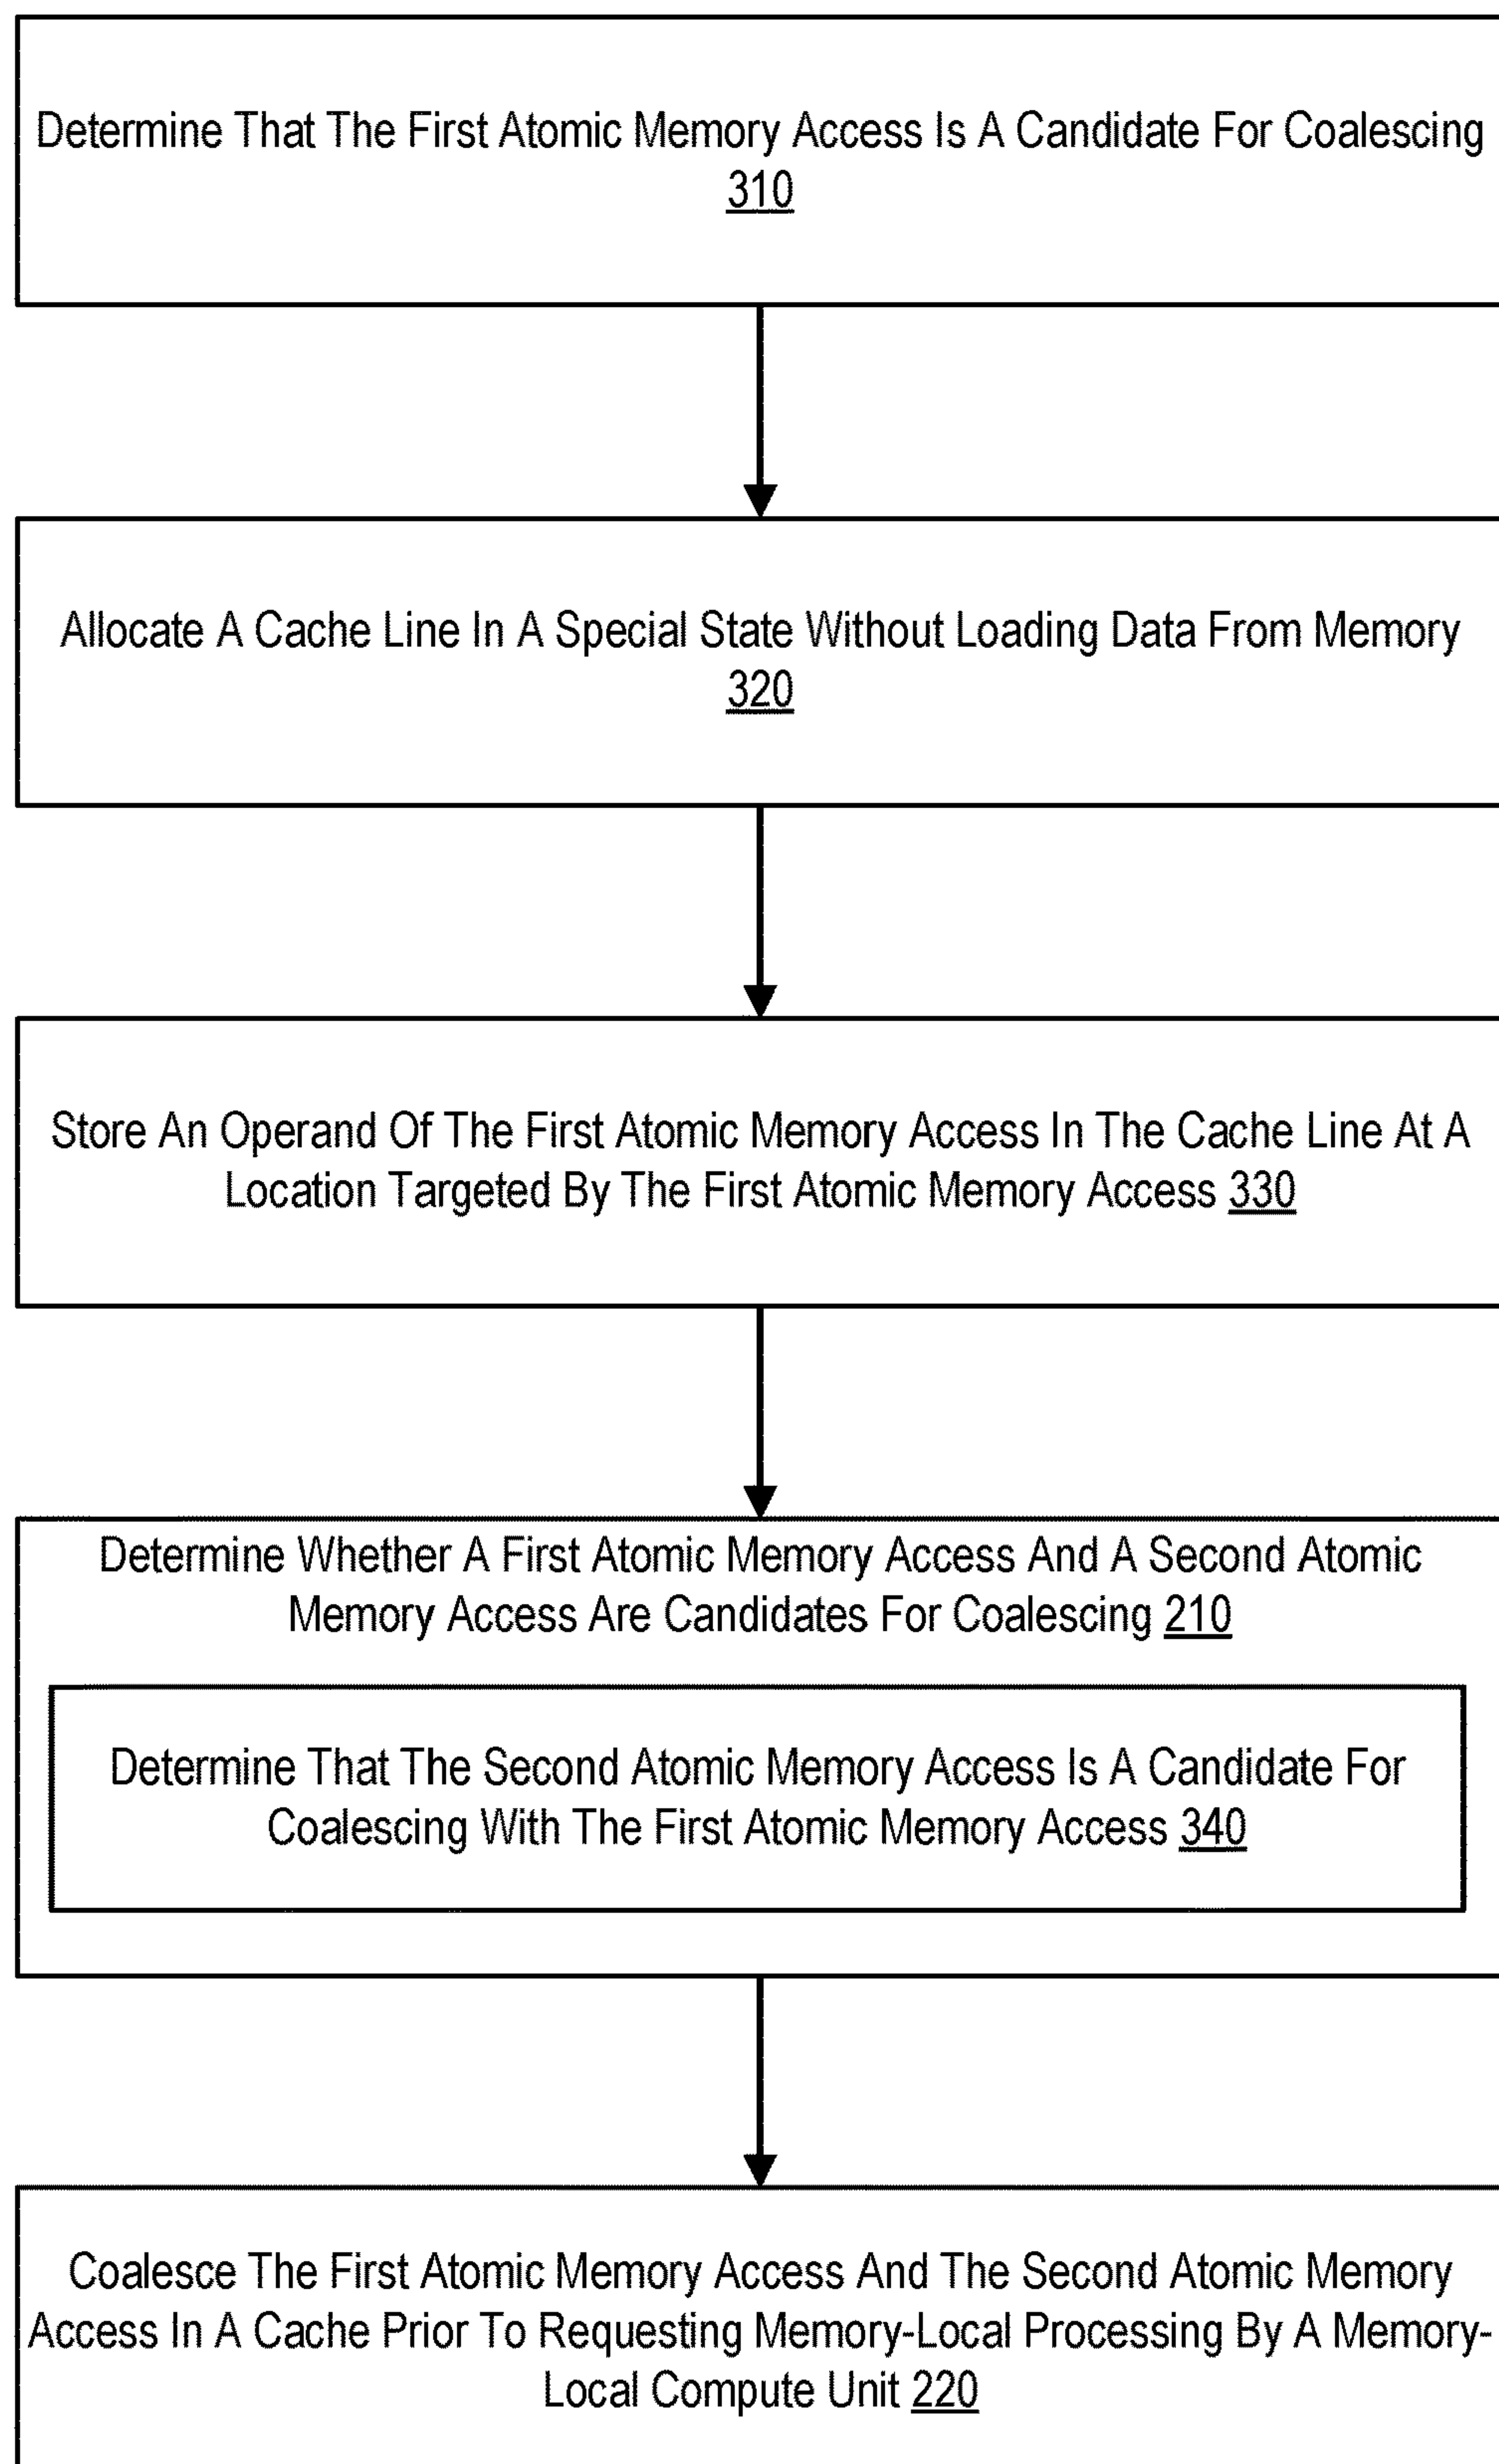 Determine That The First Atomic Memory Access Is A Candidate For Coalescing
310
Allocate A Cache Line In A Special State Without Loading Data From Memory
320
Store An Operand Of The First Atomic Memory Access In The Cache Line At A
Location Targeted By The First Atomic Memory Access 330
Determine Whether A First Atomic Memory Access And A Second Atomic
Memory Access Are Candidates For Coalescing 210
Determine That The Second Atomic Memory Access Is A Candidate For
Coalescing With The First Atomic Memory Access 340
Coalesce The First Atomic Memory Access And The Second Atomic Memory
Access In A Cache Prior To Requesting Memory-Local Processing By A Memory-
Local Compute Unit 220